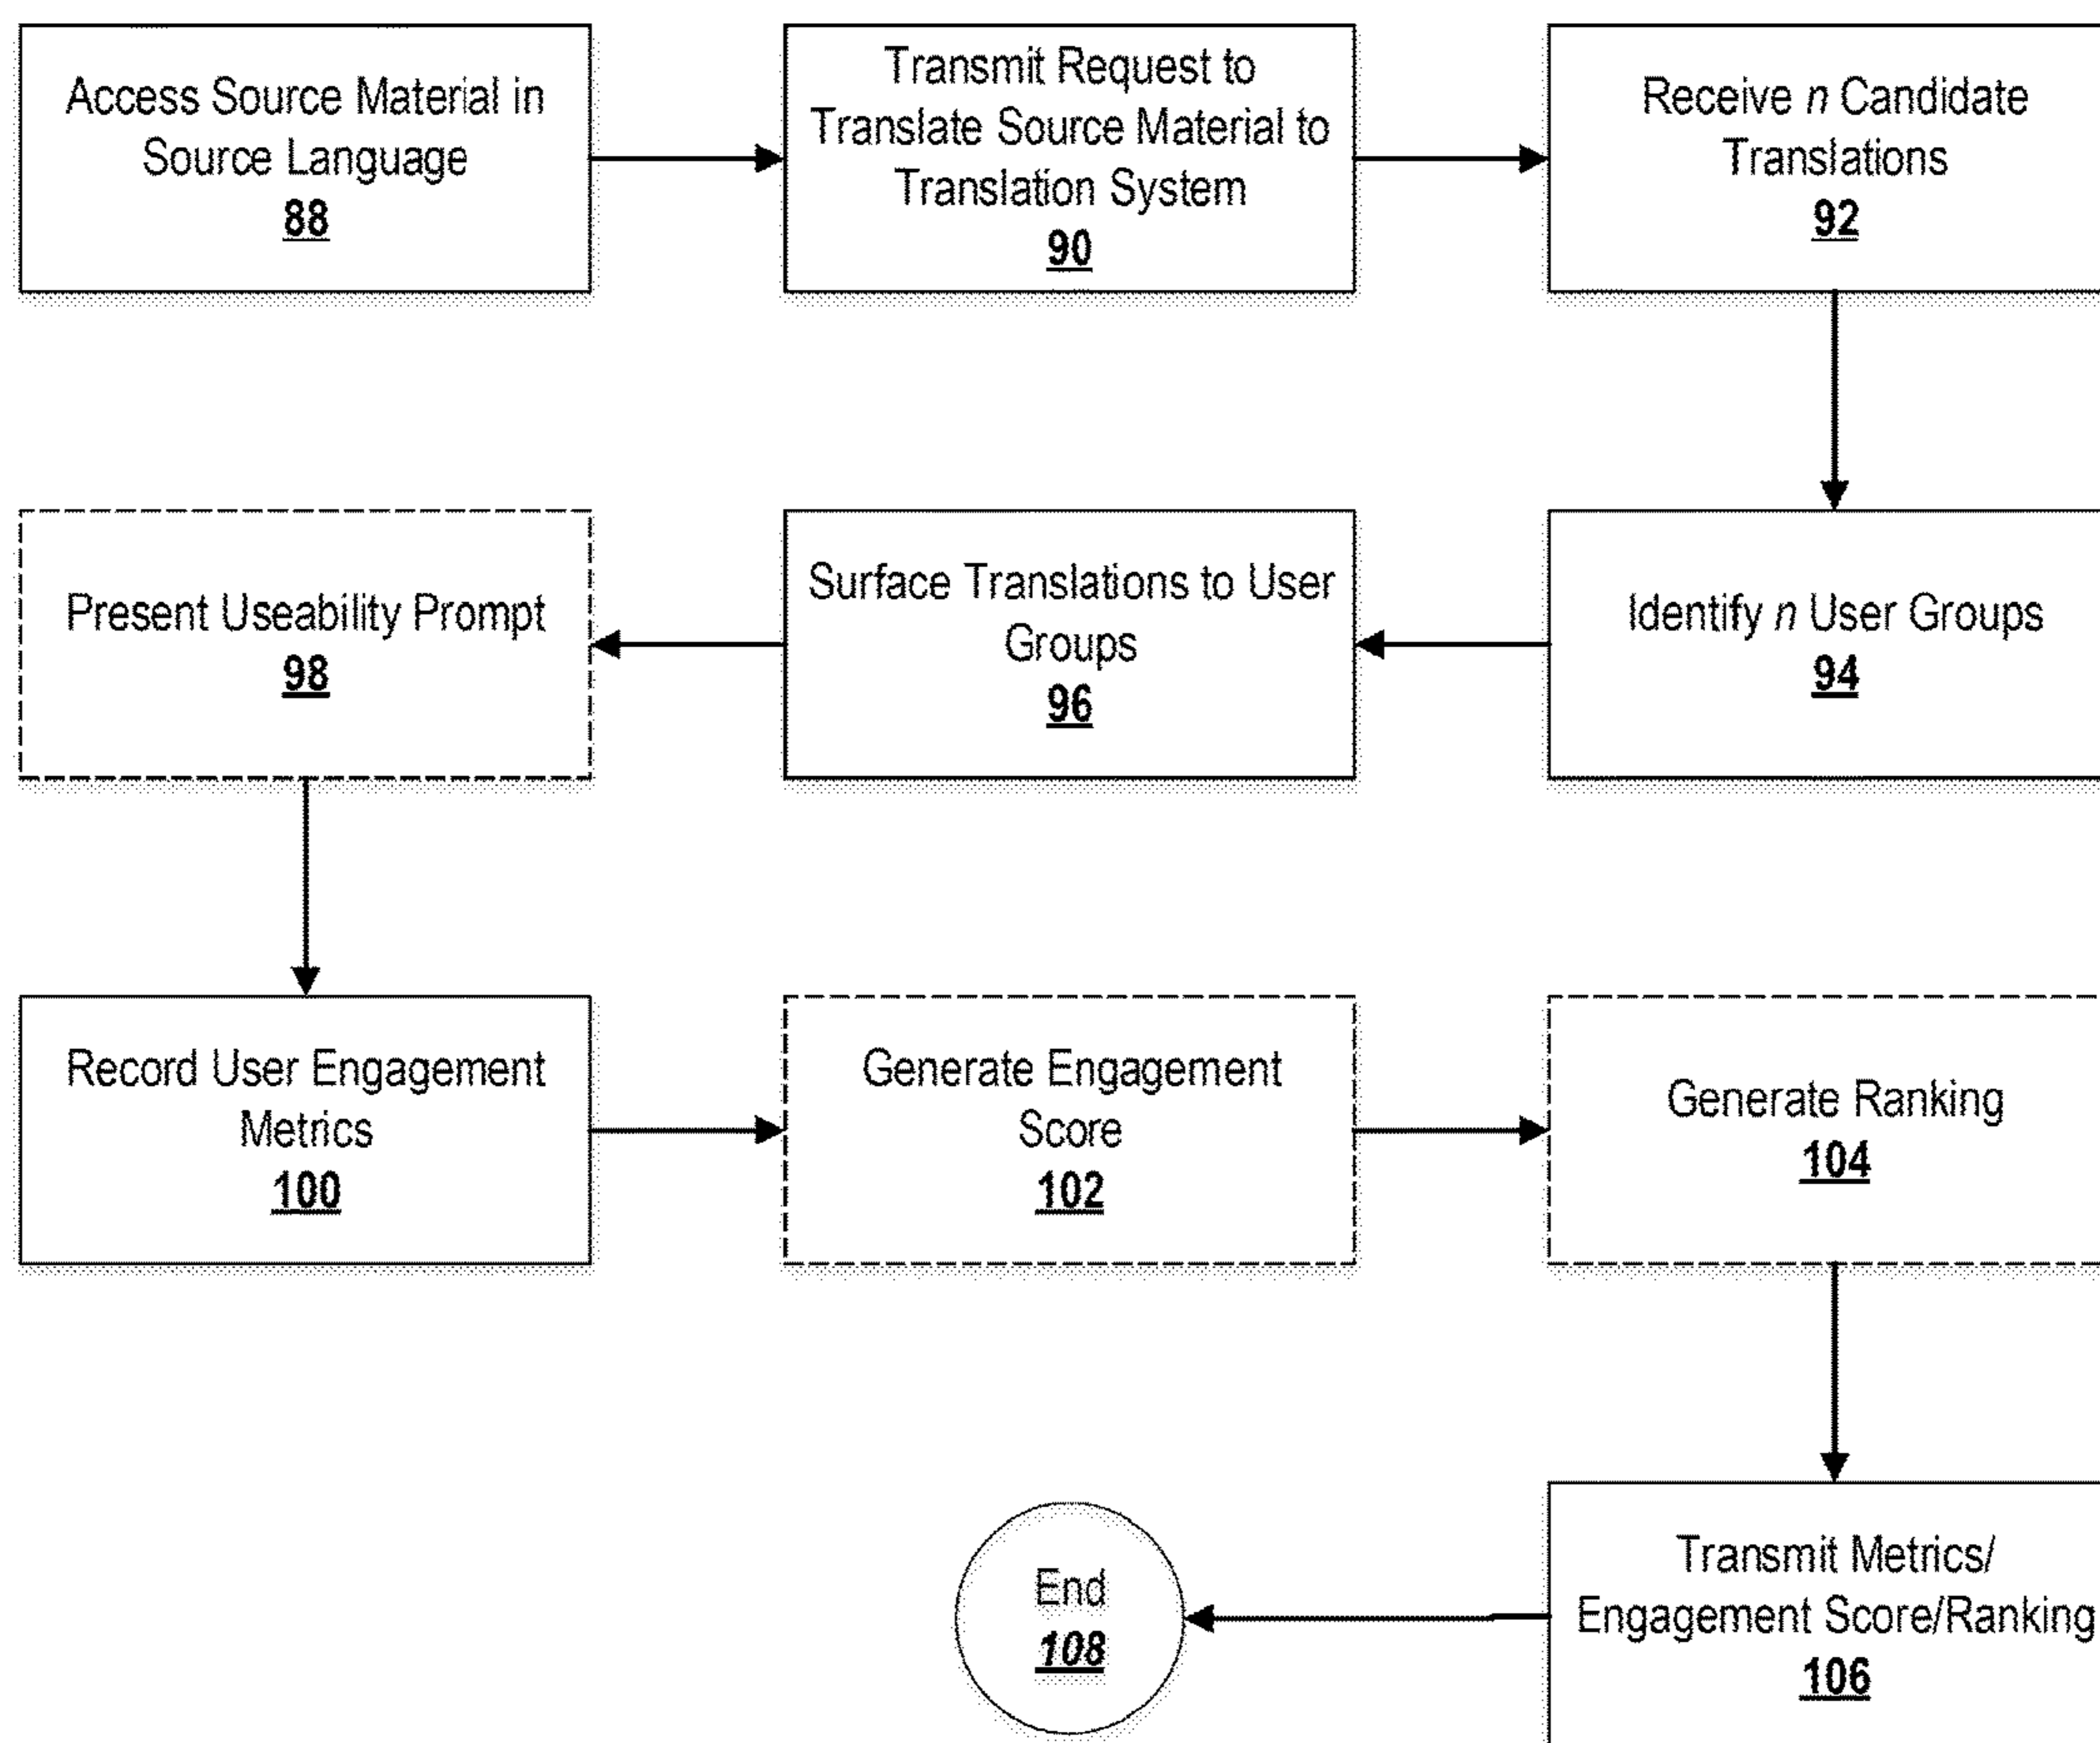 Access Source Material in
Source Language
88
Transmit Request to
Translate Source Material to
Translation System
90
Receive n Candidate
Translations
92
Identify n User Groups
94
Surface Translations to User
Groups
96
Present Useability Prompt
98
Record User Engagement
Metrics
100
Generate Engagement
Score
102
Generate Ranking
104
Transmit Metrics/
Engagement Score/Ranking
106
End
108